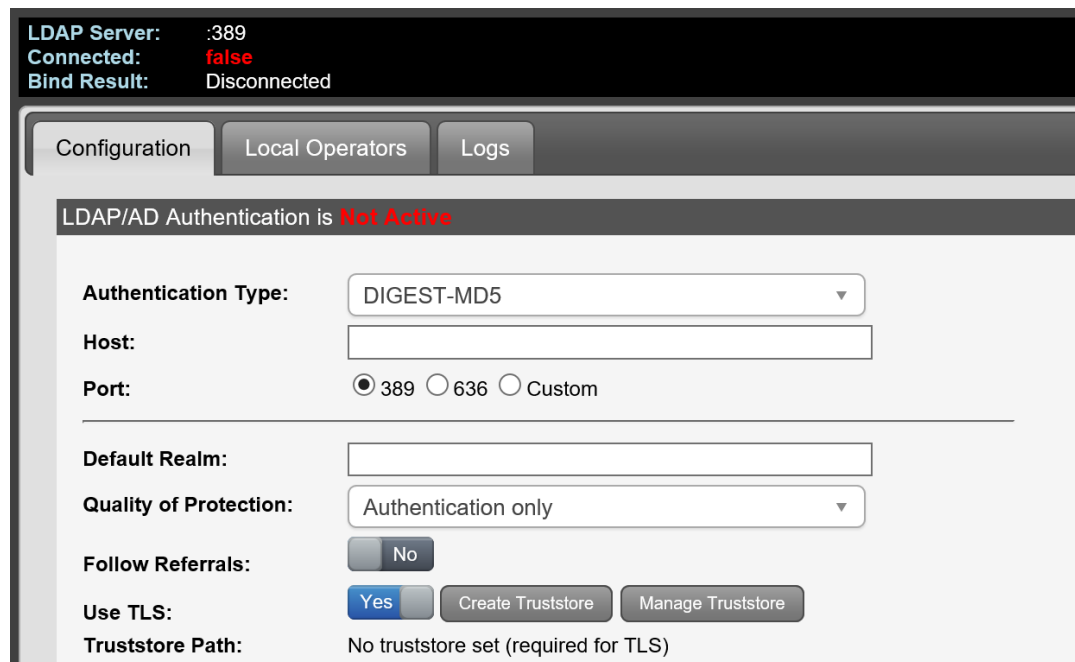 LDAP Server: :389
Connected: false
Bind Result: Disconnected
Configuration Local Operators Logs
LDAP/AD Authentication is Not Active
Authentication Type: DIGEST-MD5
Host:
Port: 389 636 Custom
Default Realm:
Quality of Protection: Authentication only
Follow Referrals: No
Use TLS: Yes Create Truststore Manage Truststore
Truststore Path: No truststore set (required for TLS)